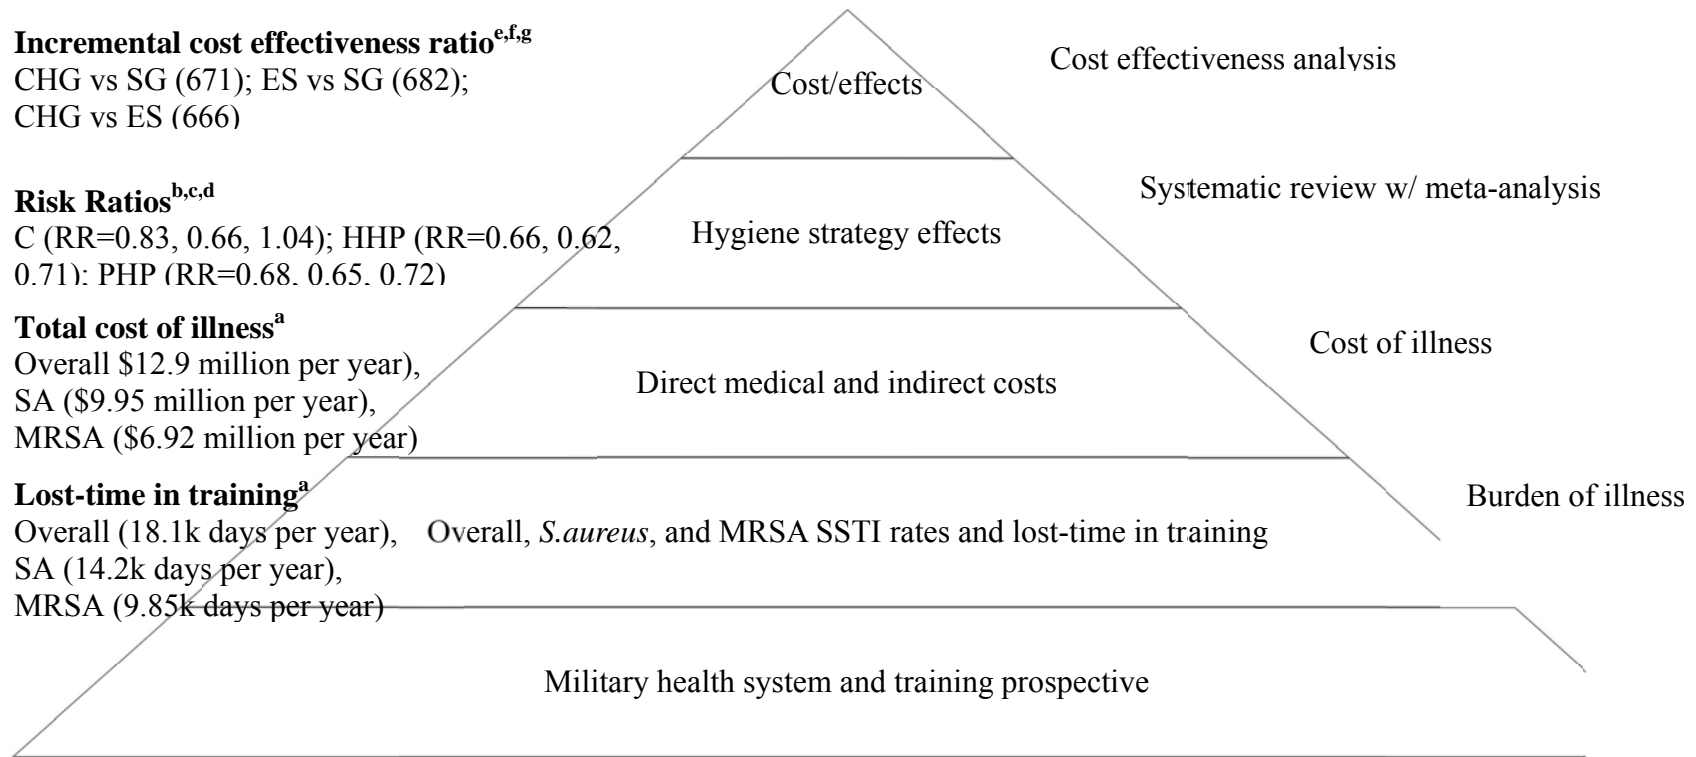 Incremental cost effectiveness ratioe,f,g
CHG vs SG (671); ES vs SG (682);
CHG vs ES (666)
Cost/effects
Cost effectiveness analysis
Risk Ratiosb,c,d
C (RR=0.83, 0.66, 1.04); HHP (RR=0.66, 0.62,
0.71); PHP (RR=0.68, 0.65, 0.72)
Hygiene strategy effects
Systematic review w/ meta-analysis
Total cost of illnessa
Overall $12.9 million per year),
SA ($9.95 million per year),
MRSA ($6.92 million per year)
Direct medical and indirect costs
Cost of illness
Lost-time in traininga
Overall (18.1k days per year),
SA (14.2k days per year),
MRSA (9.85k days per year)
Overall, S.aureus, and MRSA SSTI rates and lost-time in training
Burden of illness
Military health system and training prospective